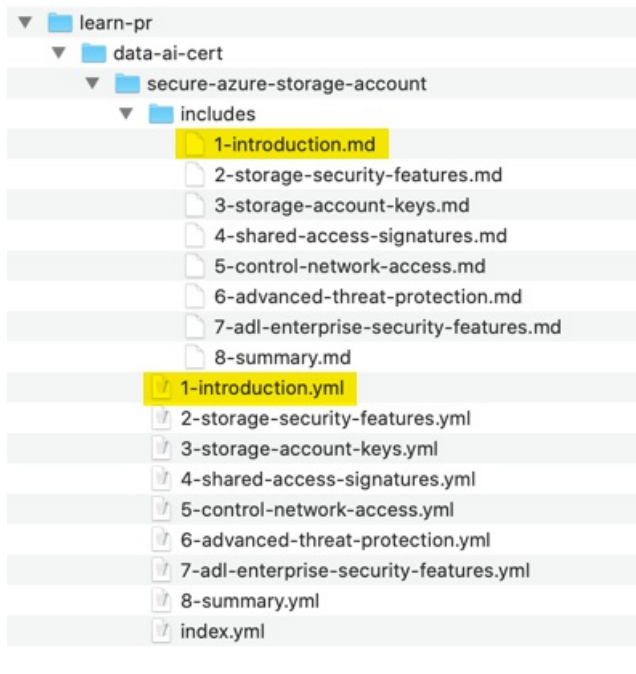 learn-pr
data-ai-cert
secure-azure-storage-account
includes
1-introduction.md
2-storage-security-features.md
3-storage-account-keys.md
4-shared-access-signatures.md
5-control-network-access.md
6-advanced-threat-protection.md
7-adl-enterprise-security-features.md
8-summary.md
1-introduction.yml
2-storage-security-features.yml
3-storage-account-keys.yml
4-shared-access-signatures.yml
5-control-network-access.yml
6-advanced-threat-protection.yml
7-adl-enterprise-security-features.yml
8-summary.yml
index.yml